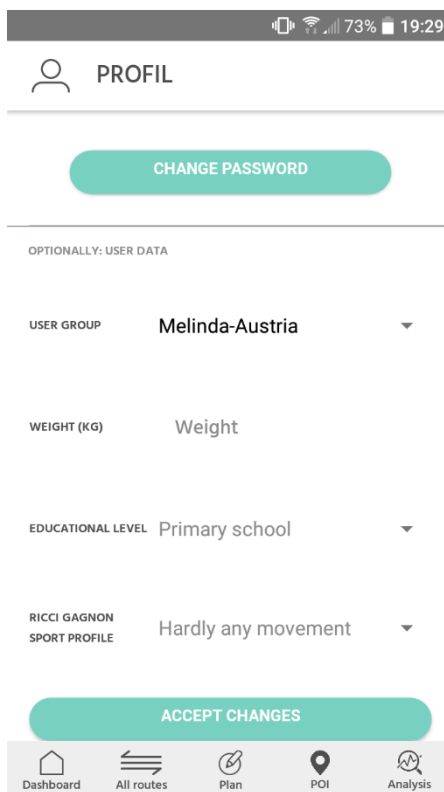 73% 19:29
PROFIL
CHANGE PASSWORD
OPTIONALLY: USER DATA
USER GROUP Melinda-Austria
WEIGHT (KG) Weight
EDUCATIONAL LEVEL Primary school
RICCI GAGNON
SPORT PROFILE Hardly any movement
ACCEPT CHANGES
Dashboard All routes Plan POI Analysis